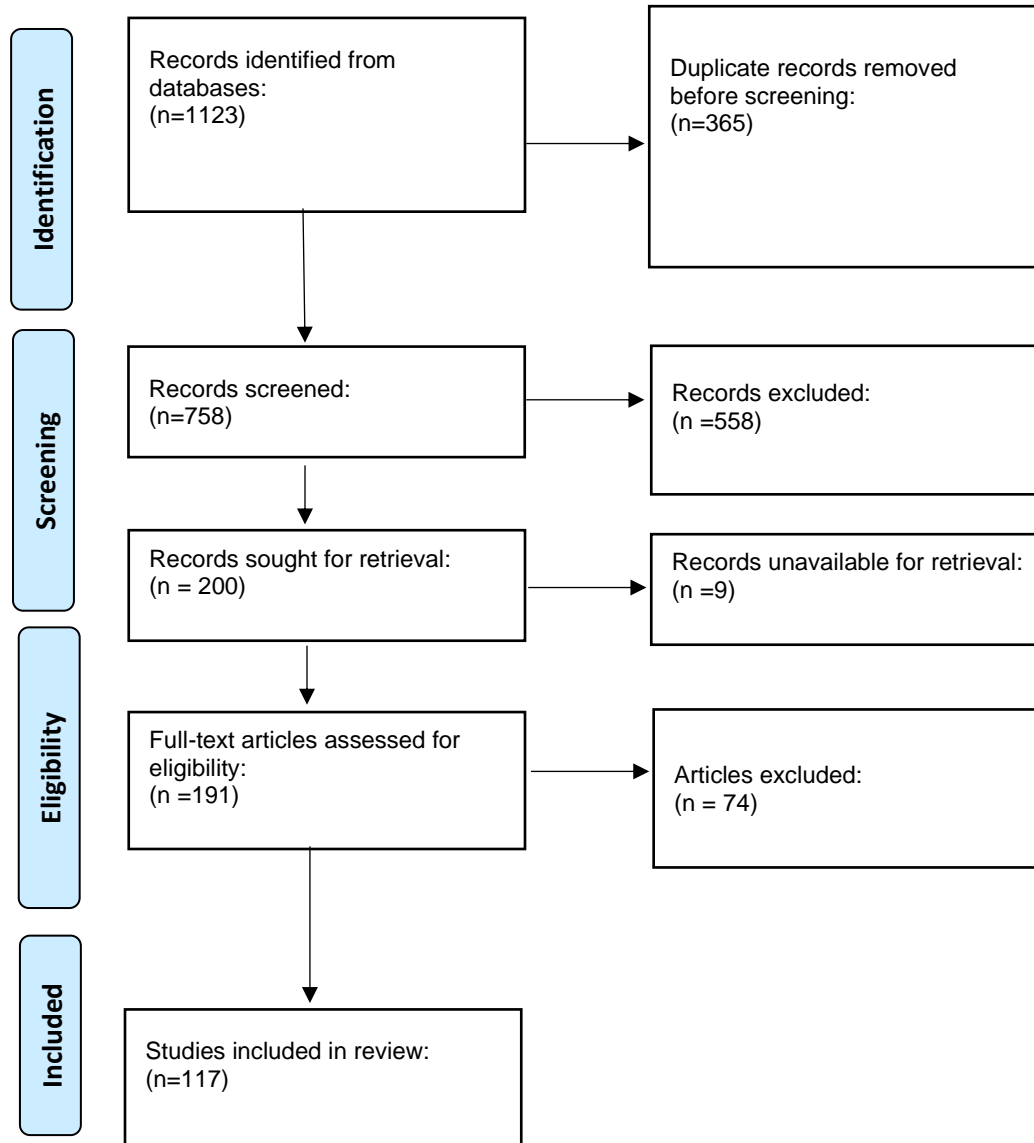 Identification
Records identified from
databases:
(n=1123)
Duplicate records removed
before screening:
(n=365)
Screening
Records screened:
(n=758)
Records excluded:
(n =558)
Records sought for retrieval:
(n = 200)
Records unavailable for retrieval:
(n =9)
Eligibility
Full-text articles assessed for
eligibility:
(n =191)
Articles excluded:
(n = 74)
Included
Studies included in review:
(n=117)